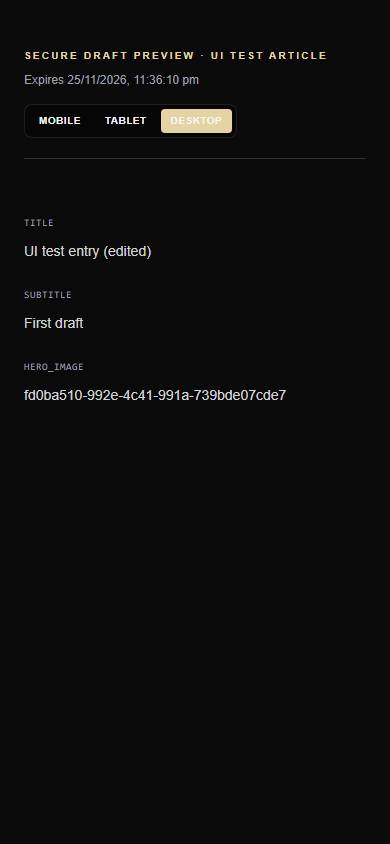 SECURE DRAFT PREVIEW · UI TEST ARTICLE
Expires 25/11/2026, 11:36:10 pm
MOBILE TABLET DESKTOP
TITLE
UI test entry (edited)
SUBTITLE
First draft
HERO_IMAGE
fd0ba510-992e-4c41-991a-739bde07cde7